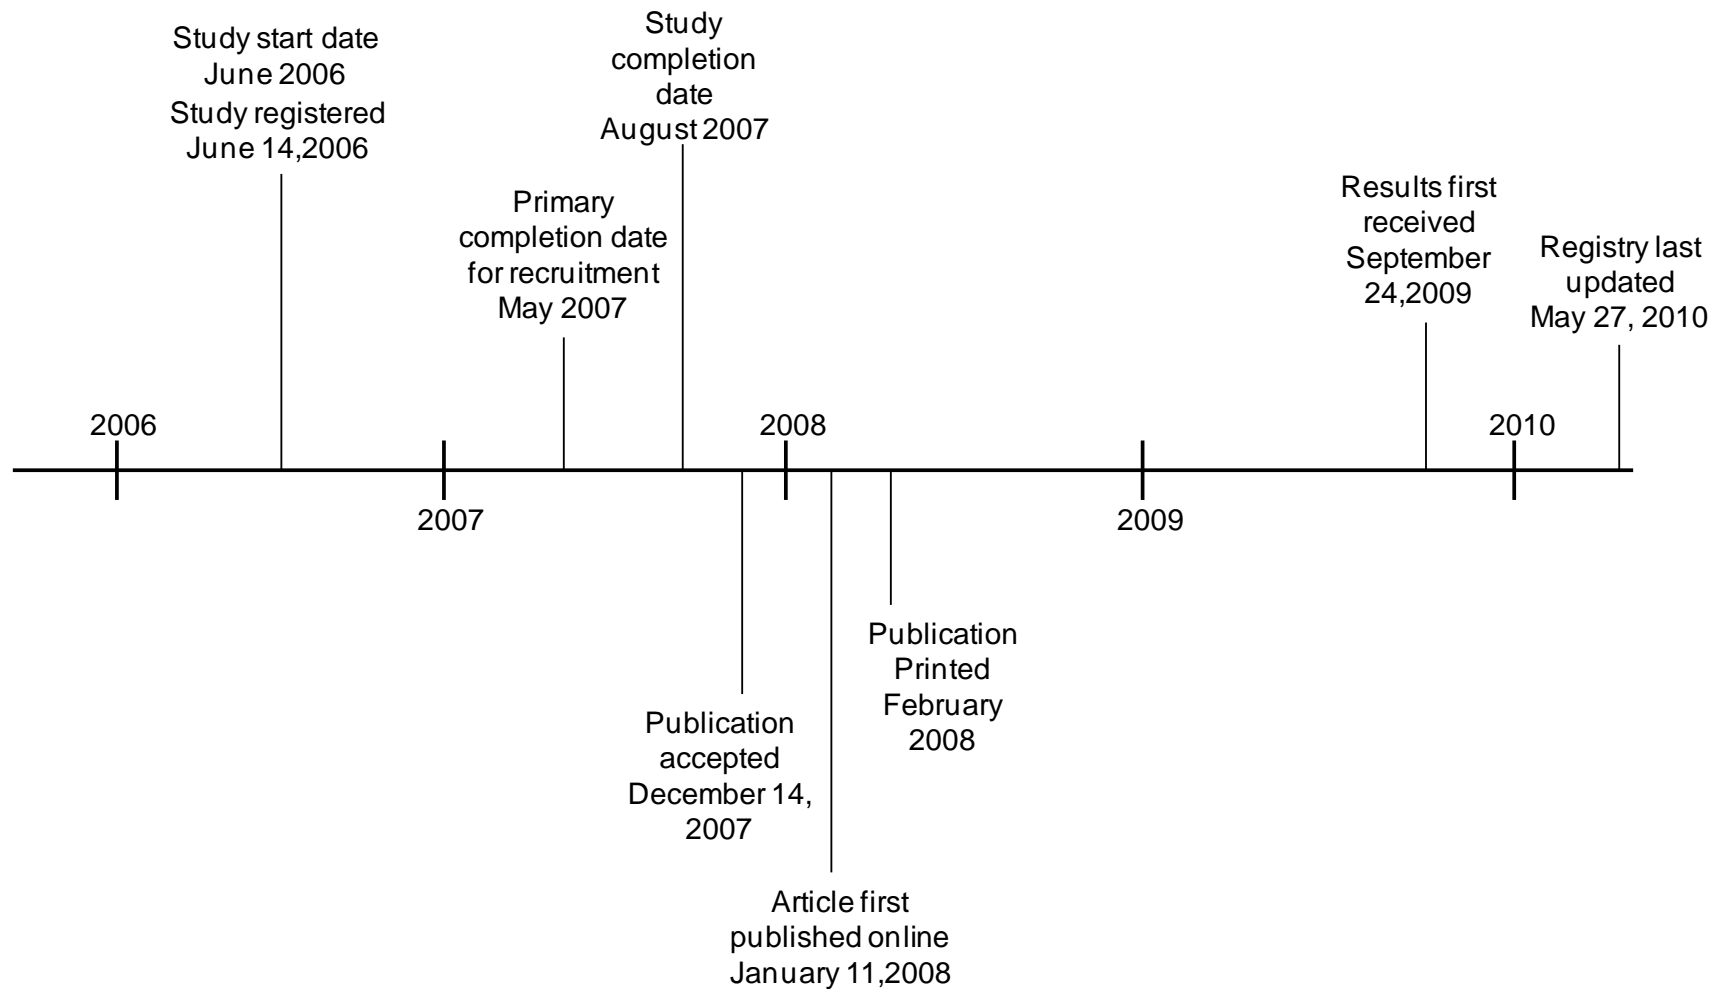 Study start date
June 2006
Study registered
June 14,2006
Study
completion
date
August 2007
Primary
completion date
for recruitment
May 2007
Results first
received
September
24,2009
Registry last
updated
May 27, 2010
2006
2008
2010
2007
2009
Publication
accepted
December 14,
2007
Publication
Printed
February
2008
Article first
published online
January 11,2008